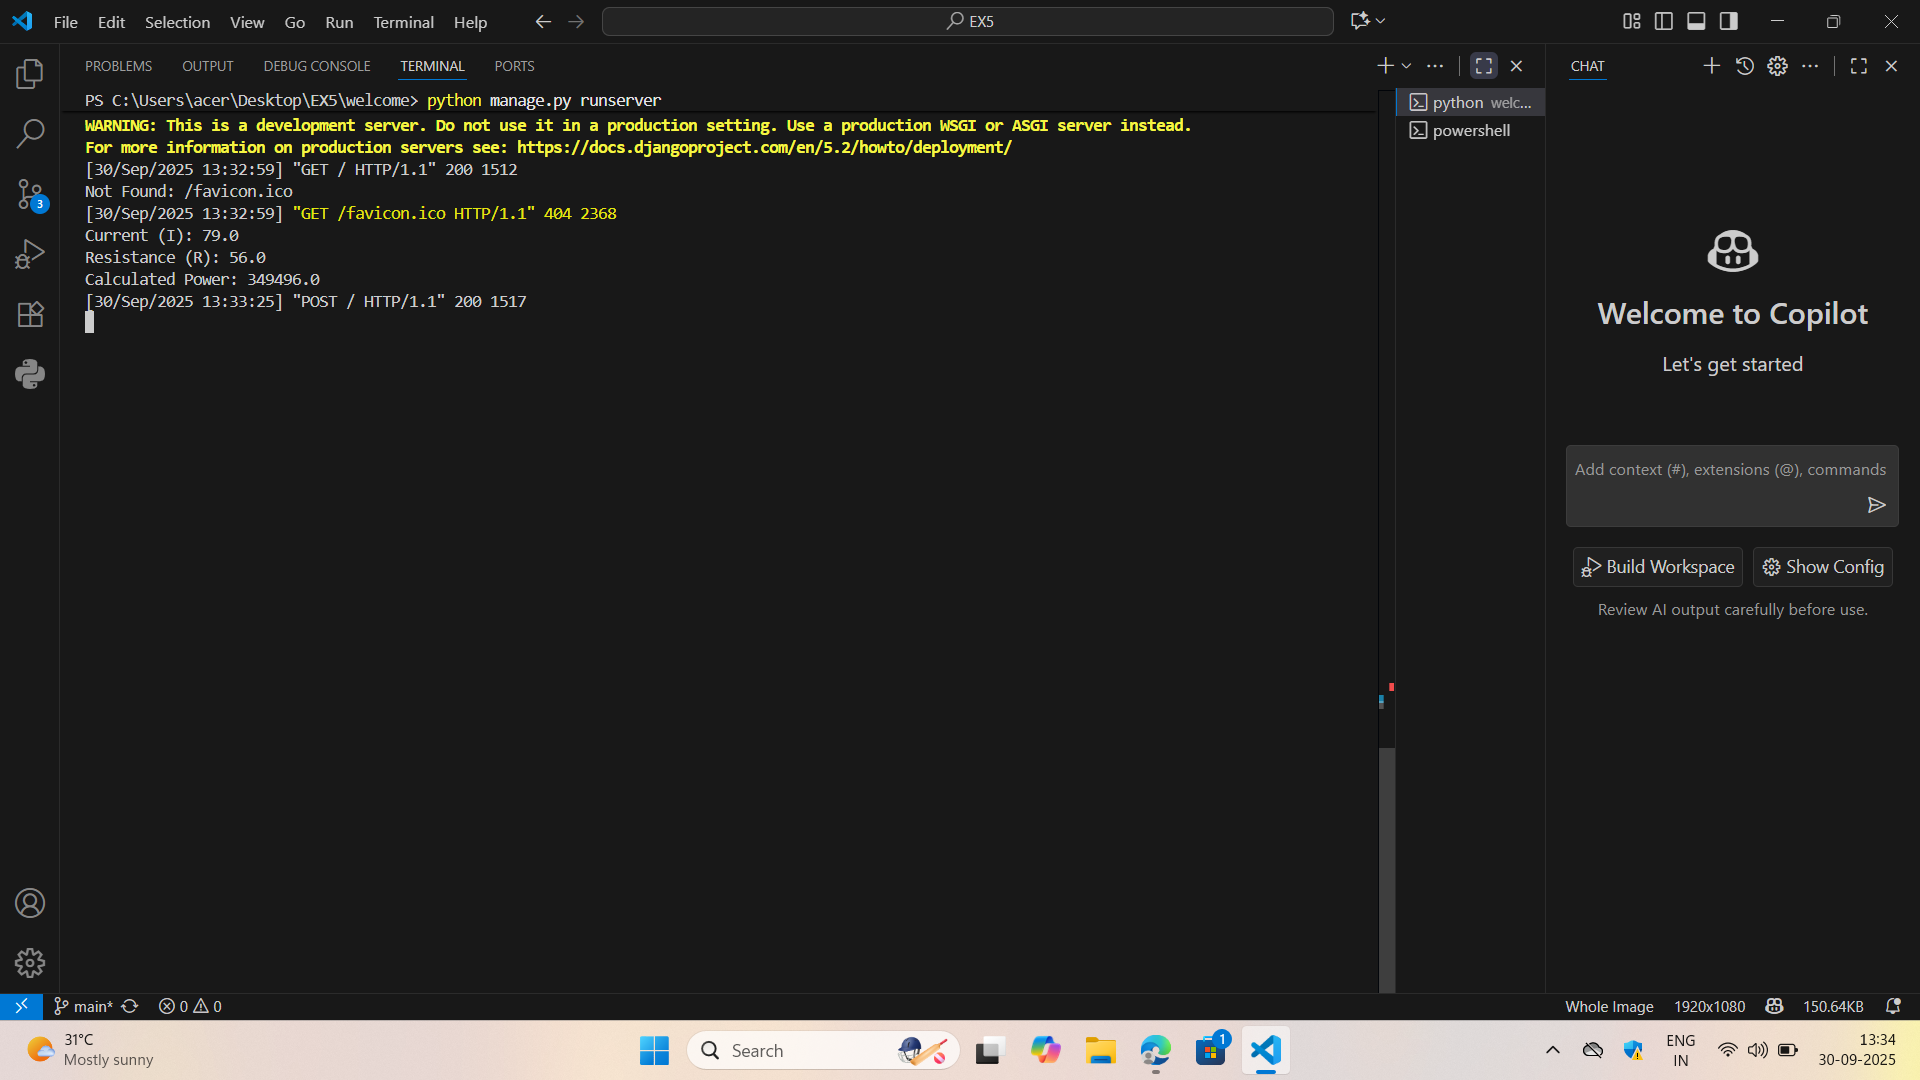 File Edit Selection View Go Run Terminal Help
EX5
PROBLEMS OUTPUT DEBUG CONSOLE TERMINAL PORTS
CHAT
PS C:\Users\acer\Desktop\EX5\welcome> python manage.py runserver
WARNING: This is a development server. Do not use it in a production setting. Use a production WSGI or ASGI server instead.
For more information on production servers see: https://docs.djangoproject.com/en/5.2/howto/deployment/
[30/Sep/2025 13:32:59] "GET / HTTP/1.1" 200 1512
Not Found: /favicon.ico
[30/Sep/2025 13:32:59] "GET /favicon.ico HTTP/1.1" 404 2368
Current (I): 79.0
Resistance (R): 56.0
Calculated Power: 349496.0
[30/Sep/2025 13:33:25] "POST / HTTP/1.1" 200 1517
python welc...
powershell
3
Welcome to Copilot
Let's get started
Add context (#), extensions (@), commands
Build Workspace
Show Config
Review AI output carefully before use.
main* 0 0
Whole Image 1920x1080 150.64KB
31°C
Mostly sunny
Search
1
ENG
IN
13:34
30-09-2025